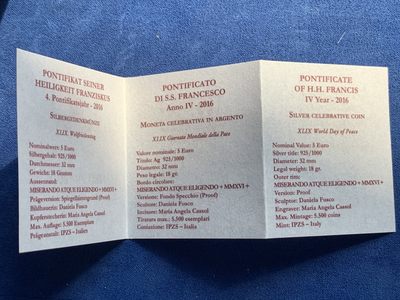 PONTIFIKAT SEINER
HEILIGKEIT FRANZISKUS
4. Pontifikatsjahr - 2016
SILBERGEDENKMÜNZE
XLIX Weltfriedenstag
Nominalwert: 5 Euro
Silbergehalt: 925/1000
Durchmesser: 32 mm
Gewicht: 18 Gramm
Aussenrand:
MISERANDO ATQUE ELIGENDO + MMXVI +
Prägeversion: Spiegelglanzgrund (Proof)
Bildhauerin: Daniela Fusco
Kupferstecherin: Maria Angela Cassol
Max. Auflage: 5.500 Exemplare
Prägeanstalt: IPZS – Italien
PONTIFICATO
DI S.S. FRANCESCO
Anno IV - 2016
MONETA CELEBRATIVA IN ARGENTO
XLIX Giornata Mondiale della Pace
Valore nominale: 5 Euro
Titolo: Ag 925/1000
Diametro: 32 mm
Peso legale: 18 gr.
Bordo circolare:
MISERANDO ATQUE ELIGENDO + MMXVI +
Versione: Fondo Specchio (Proof)
Scultore: Daniela Fusco
Incisore: Maria Angela Cassol
Tiratura max.: 5.500 esemplari
Coniazione: IPZS – Italia
PONTIFICATE
OF H.H. FRANCIS
IV Year - 2016
SILVER CELEBRATIVE COIN
XLIX World Day of Peace
Nominal value: 5 Euro
Silver title: 925/1000
Diameter: 32 mm
Legal weight: 18 gr.
Outer rim:
MISERANDO ATQUE ELIGENDO + MMXVI +
Version: Proof
Sculptor: Daniela Fusco
Engraver: Maria Angela Cassol
Max. Mintage: 5.500 coins
Mint: IPZS – Italy